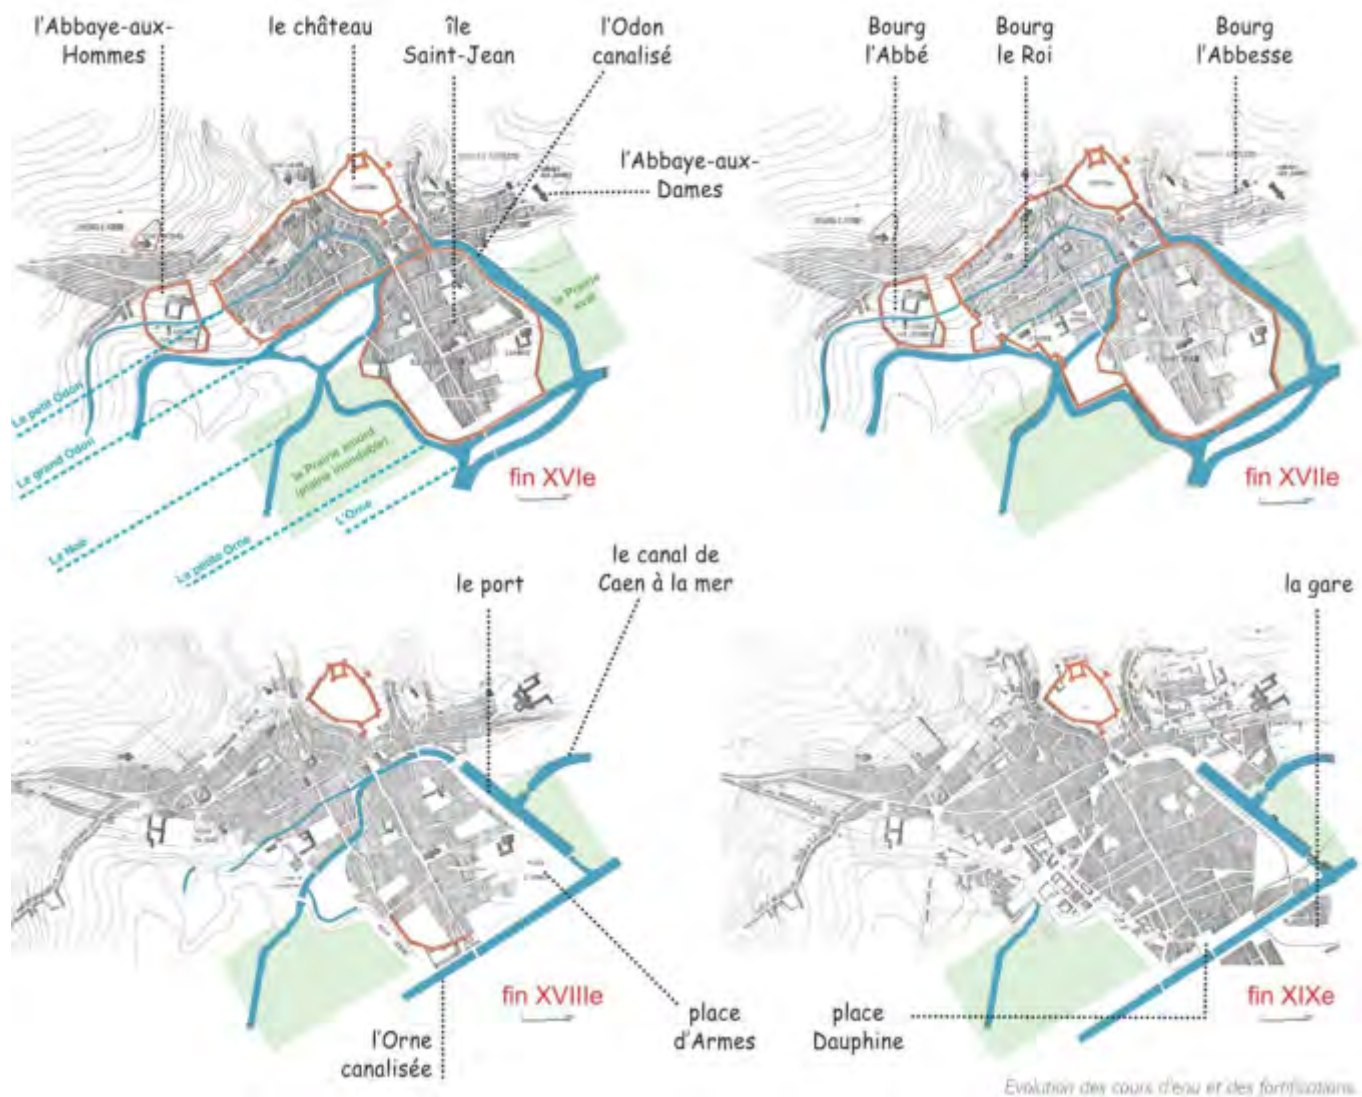 l'Abbaye-aux-
Hommes
le château
île
Saint-Jean
l'Odon
canalisé
l'Abbaye-aux-
Dames
Bourg
l'Abbé
Bourg
le Roi
Bourg
l'Abbesse
la Prairie
aval
Le petit Odon
Le grand Odon
Le Noir
La petite Orne
L'Orne
la Prairie amont
(plaine inondable)
fin XVIe
fin XVIIe
le port
le canal de
Caen à la mer
la gare
fin XVIIIe
l'Orne
canalisée
place
d'Armes
place
Dauphine
fin XIXe
Evolution des cours d'eau et des fortifications.